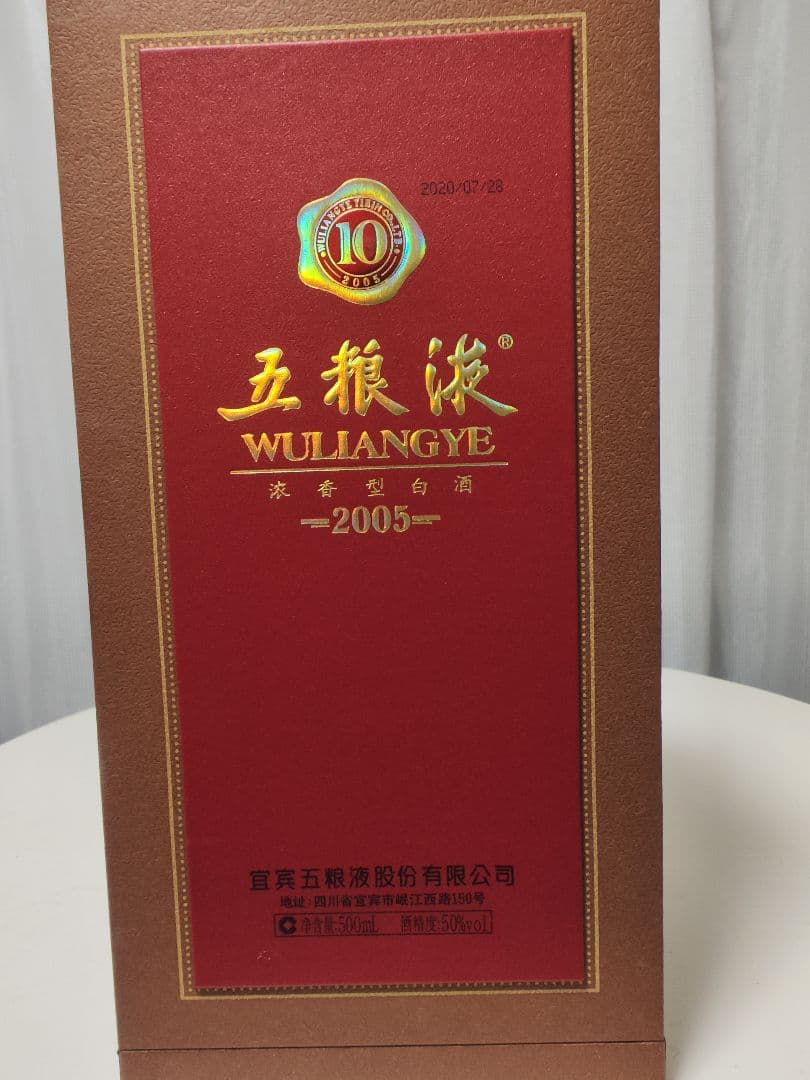 2020/07/28
WULIANGYE YIBIN CO.,LTD.
10
2005
五粮液®
WULIANGYE
浓香型白酒
2005
宜宾五粮液股份有限公司
地址:四川省宜宾市岷江西路150号
C 净含量:500mL 酒精度:50%vol